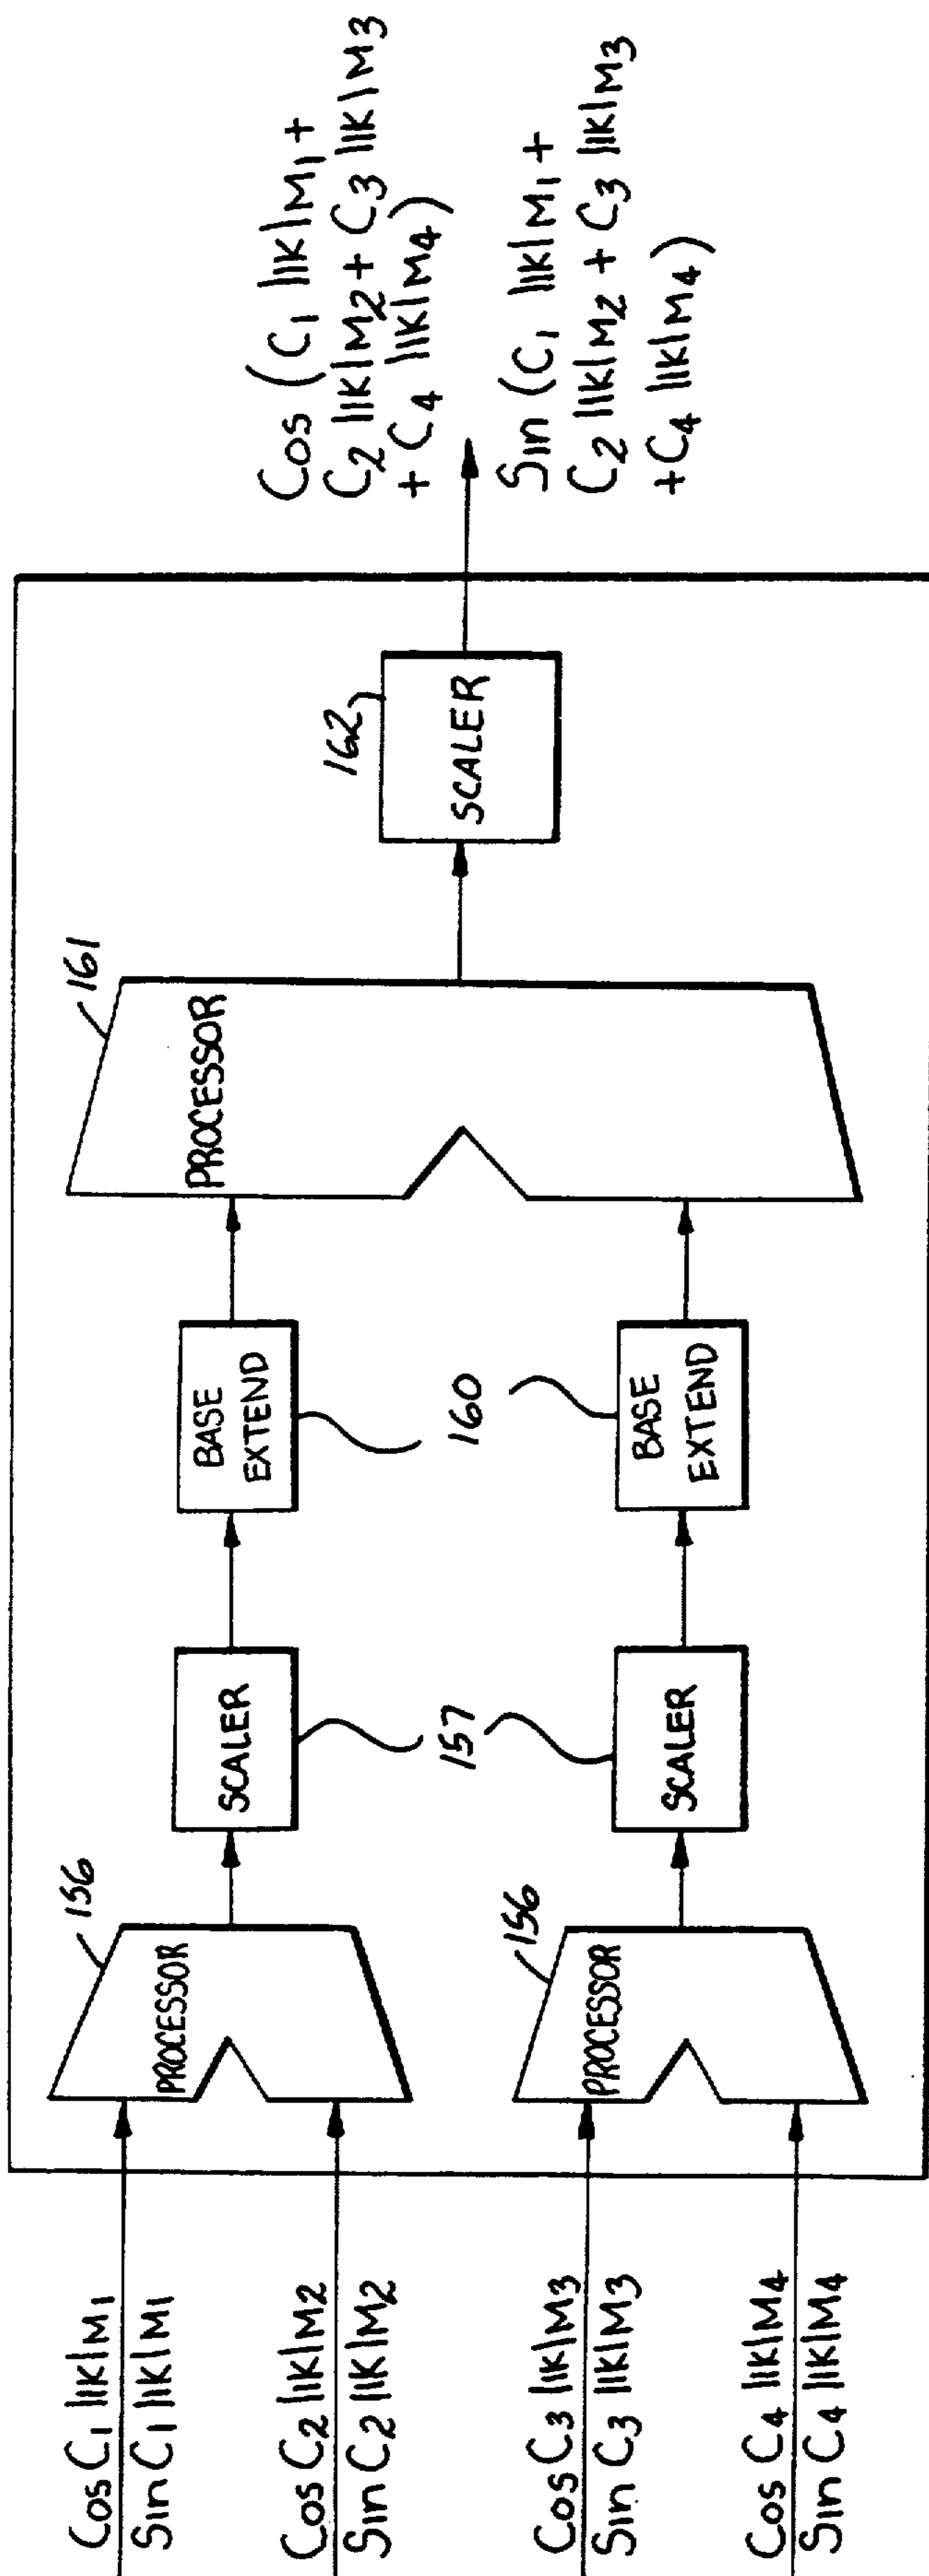 Cos C1 ||K|M1
Sin C1 ||K|M1
Cos C2 ||K|M2
Sin C2 ||K|M2
Cos C3 ||K|M3
Sin C3 ||K|M3
Cos C4 ||K|M4
Sin C4 ||K|M4
156
PROCESSOR
156
PROCESSOR
SCALER
157
SCALER
BASE
EXTEND
160
BASE
EXTEND
161
PROCESSOR
162
SCALER
Cos (C1 ||K|M1 +
C2 ||K|M2 + C3 ||K|M3
+ C4 ||K|M4)
Sin (C1 ||K|M1 +
C2 ||K|M2 + C3 ||K|M3
+C4 ||K|M4)